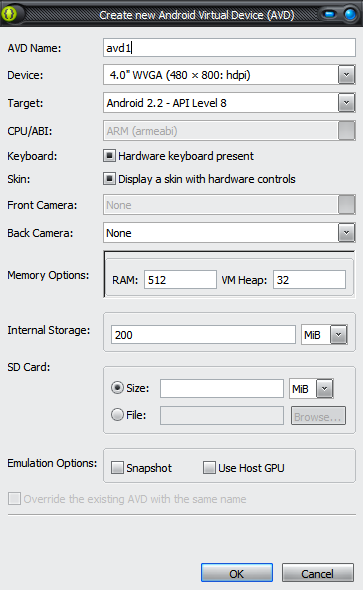 Create new Android Virtual Device (AVD)
AVD Name: avd1
Device: 4.0" WVGA (480 × 800: hdpi)
Target: Android 2.2 - API Level 8
CPU/ABI: ARM (armeabi)
Keyboard: Hardware keyboard present
Skin: Display a skin with hardware controls
Front Camera: None
Back Camera: None
Memory Options: RAM: 512 VM Heap: 32
Internal Storage: 200 MiB
SD Card:
Size: MiB
File: Browse...
Emulation Options: Snapshot Use Host GPU
Override the existing AVD with the same name
OK Cancel